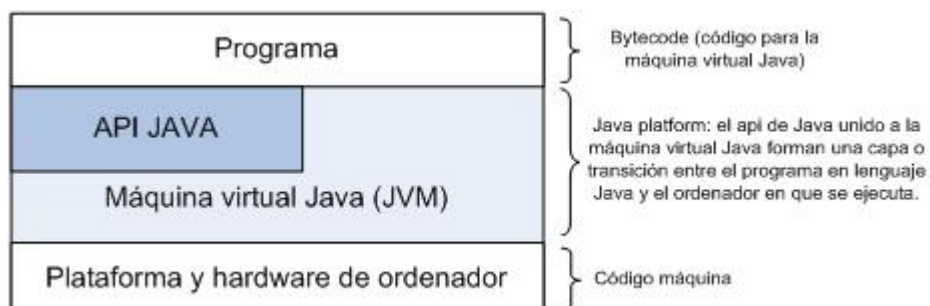 Programa
Bytecode (código para la
máquina virtual Java)
API JAVA
Máquina virtual Java (JVM)
Java platform: el api de Java unido a la
máquina virtual Java forman una capa o
transición entre el programa en lenguaje
Java y el ordenador en que se ejecuta.
Plataforma y hardware de ordenador
Código máquina